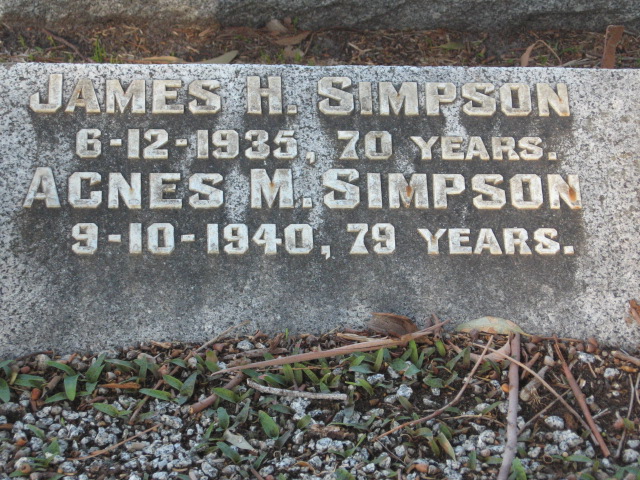 JAMES H. SIMPSON
6-12-1935, 70 YEARS.
AGNES M. SIMPSON
9-10-1940, 79 YEARS.